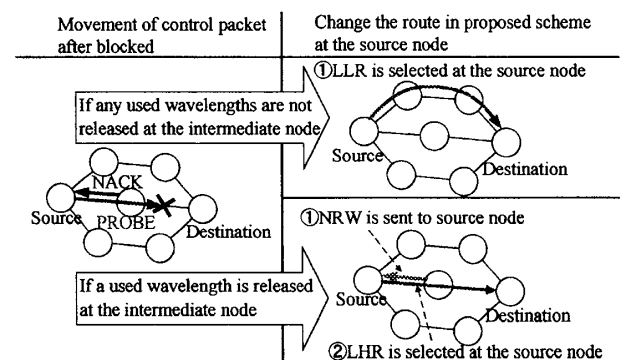 Movement of control packet
after blocked
Change the route in proposed scheme
at the source node
If any used wavelengths are not
released at the intermediate node
①LLR is selected at the source node
Source
Destination
NACK
Source
PROBE
Destination
If a used wavelength is released
at the intermediate node
①NRW is sent to source node
Source
Destination
②LHR is selected at the source node